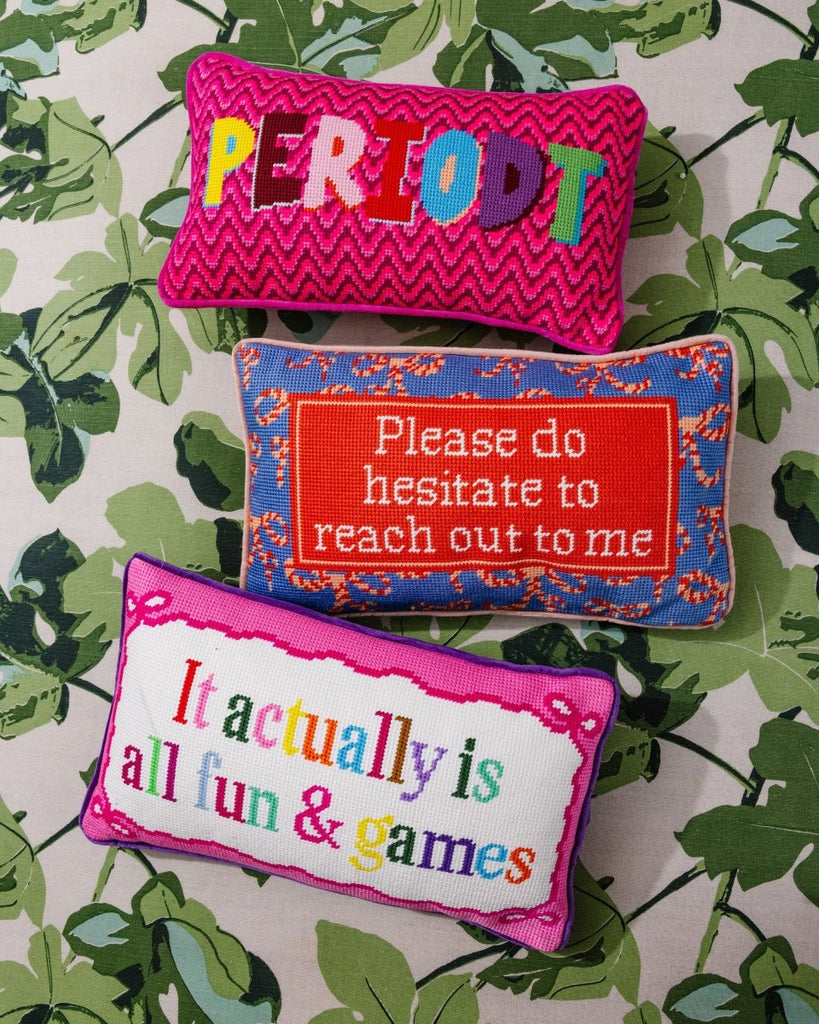 PERIODT
Please do
hesitate to
reach out to me
It actually is
all fun & games